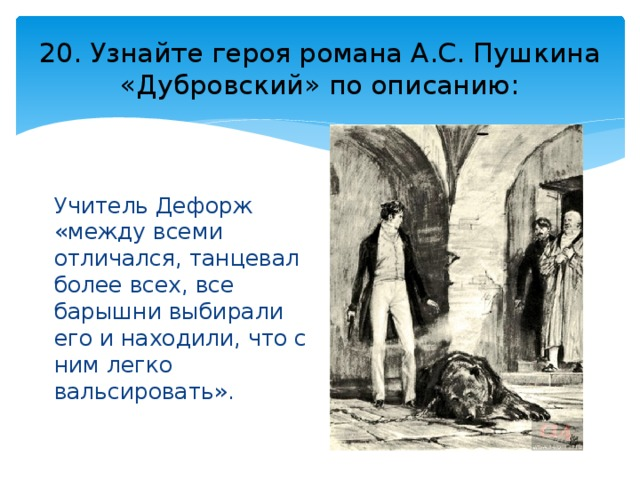 20. Узнайте героя романа А.С. Пушкина
«Дубровский» по описанию:
Учитель Дефорж
«между всеми
отличался, танцевал
более всех, все
барышни выбирали
его и находили, что с
ним легко
вальсировать».